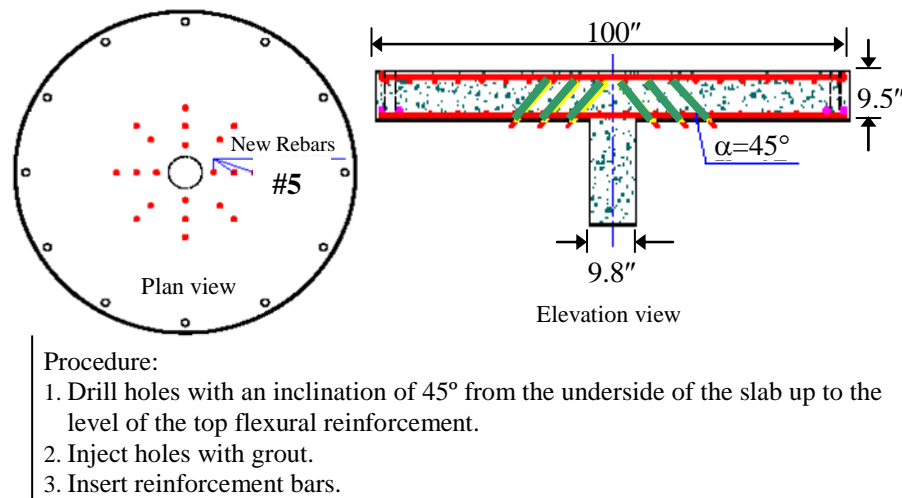 100″
9.5″
New Rebars
#5
α=45°
Plan view
9.8″
Elevation view
Procedure:
1. Drill holes with an inclination of 45º from the underside of the slab up to the
level of the top flexural reinforcement.
2. Inject holes with grout.
3. Insert reinforcement bars.